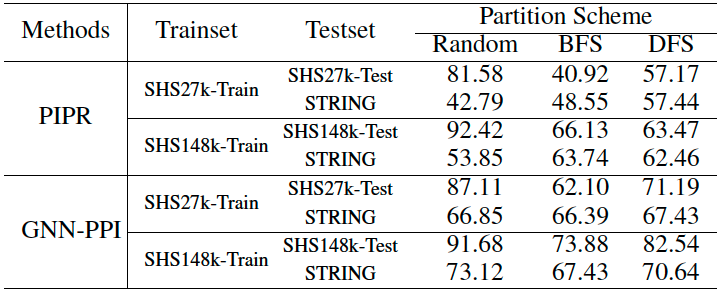 Methods Trainset Testset Partition Scheme
Random BFS DFS
PIPR SHS27k-Train SHS27k-Test 81.58 40.92 57.17
STRING 42.79 48.55 57.44
SHS148k-Train SHS148k-Test 92.42 66.13 63.47
STRING 53.85 63.74 62.46
GNN-PPI SHS27k-Train SHS27k-Test 87.11 62.10 71.19
STRING 66.85 66.39 67.43
SHS148k-Train SHS148k-Test 91.68 73.88 82.54
STRING 73.12 67.43 70.64